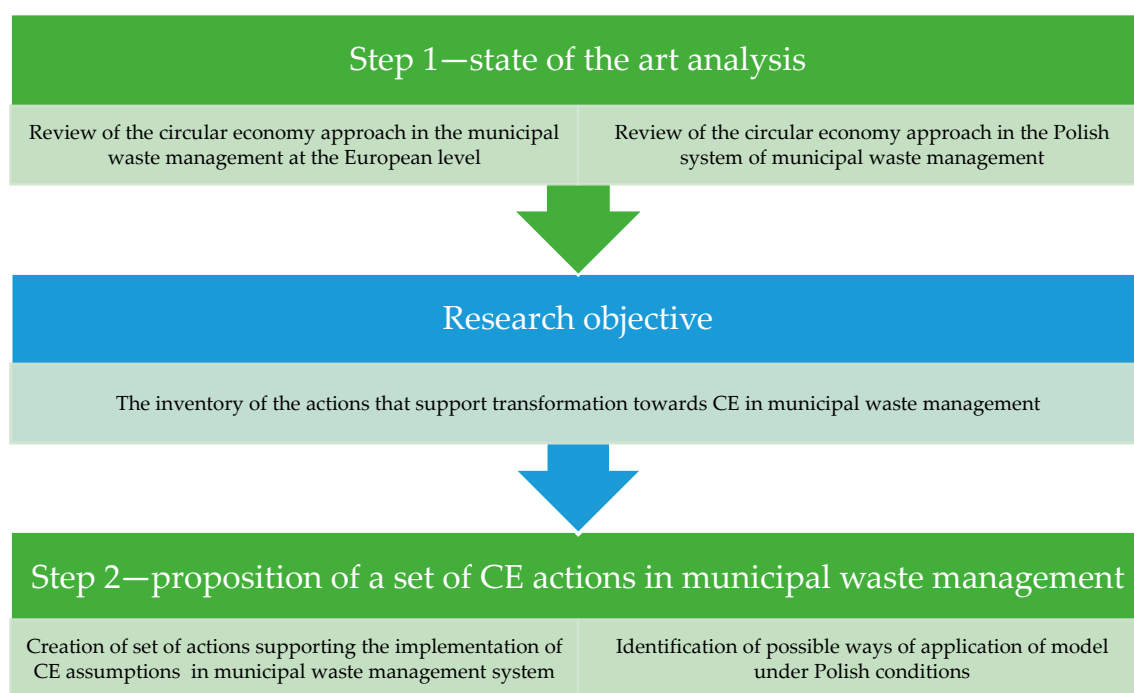 Step 1—state of the art analysis
Review of the circular economy approach in the municipal
waste management at the European level
Review of the circular economy approach in the Polish
system of municipal waste management
Research objective
The inventory of the actions that support transformation towards CE in municipal waste management
Step 2—proposition of a set of CE actions in municipal waste management
Creation of set of actions supporting the implementation of
CE assumptions in municipal waste management system
Identification of possible ways of application of model
under Polish conditions